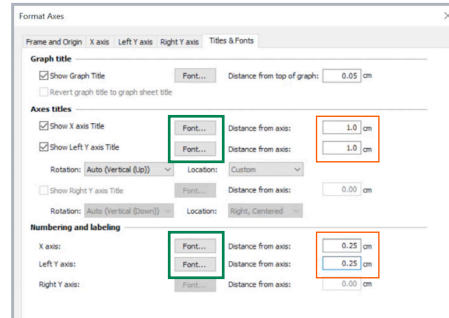 Format Axes
Frame and Origin X axis Left Y axis Right Y axis Titles & Fonts
Graph title
Show Graph Title Font... Distance from top of graph: 0.05 cm
Revert graph title to graph sheet title
Axes titles
Show X axis Title Font... Distance from axis: 1.0 cm
Show Left Y axis Title Font... Distance from axis: 1.0 cm
Rotation: Auto (Vertical (Up)) Location: Custom
Show Right Y axis Title Font... Distance from axis: 0.00 cm
Rotation: Auto (Vertical (Down)) Location: Right, Centered
Numbering and labeling
X axis: Font... Distance from axis: 0.25 cm
Left Y axis: Font... Distance from axis: 0.25 cm
Right Y axis: Font... Distance from axis: 0.00 cm